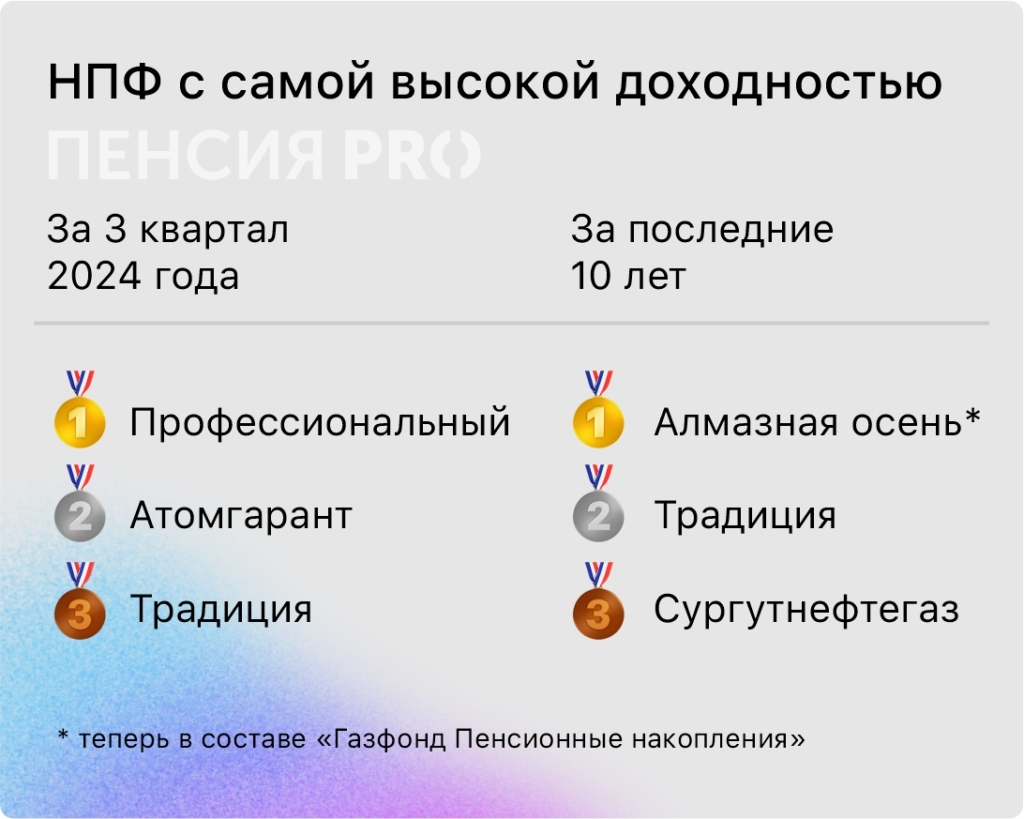 НПФ с самой высокой доходностью
ПЕНСИЯ PRO
За 3 квартал
2024 года
За последние
10 лет
1 Профессиональный
2 Атомгарант
3 Традиция
1 Алмазная осень*
2 Традиция
3 Сургутнефтегаз
* теперь в составе «Газфонд Пенсионные накопления»